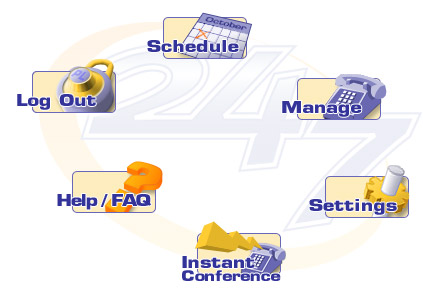 October
Schedule
Log Out
Manage
24
7
Help / FAQ
Settings
Instant
Conference